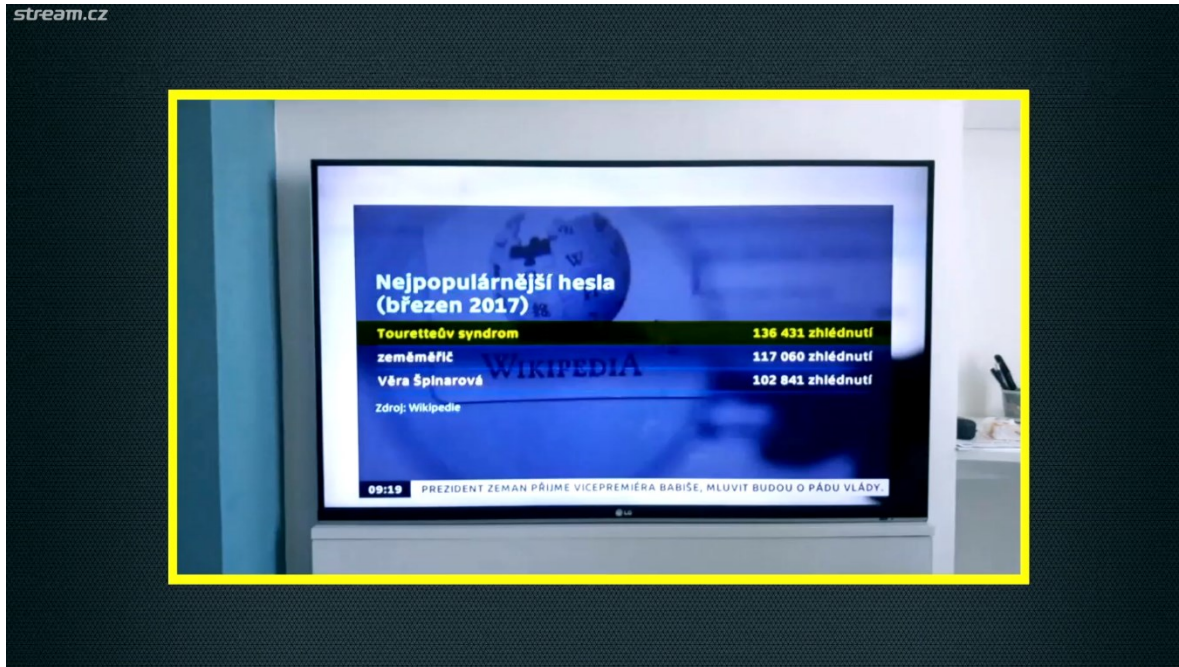 stream.cz
W
Nejpopulárnější hesla
(březen 2017)
Touretteův syndrom 136 431 zhlédnutí
zeměměřič 117 060 zhlédnutí
WIKIPEDIA
Věra Špinarová 102 841 zhlédnutí
Zdroj: Wikipedie
09:19 PREZIDENT ZEMAN PŘIJME VICEPREMIÉRA BABIŠE, MLUVIT BUDOU O PÁDU VLÁDY.
LG